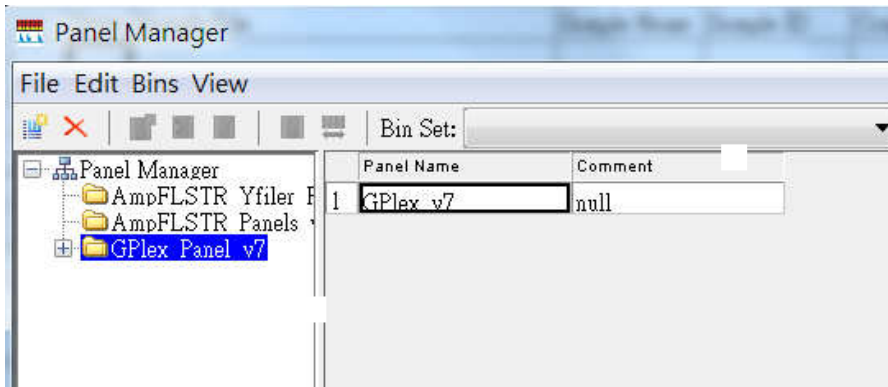 Panel Manager
File Edit Bins View
Bin Set:
Panel Manager
AmpFLSTR Yfiler
AmpFLSTR Panels
GPlex Panel v7
Panel Name Comment
1 GPlex v7 null